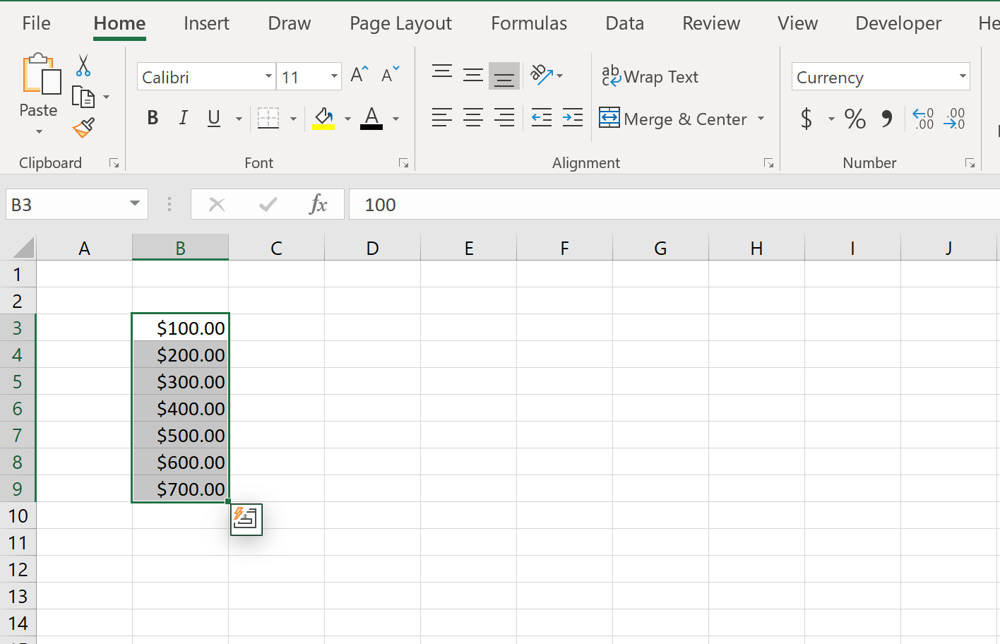 File Home Insert Draw Page Layout Formulas Data Review View Developer He
Calibri 11 A A
ab
ab Wrap Text
c
Currency
Paste
B I U A
Merge & Center
$ % , 0 .00
.00 0
Clipboard Font Alignment Number
B3 fx 100
A B C D E F G H I J
1
2
3 $100.00
4 $200.00
5 $300.00
6 $400.00
7 $500.00
8 $600.00
9 $700.00
10
11
12
13
14